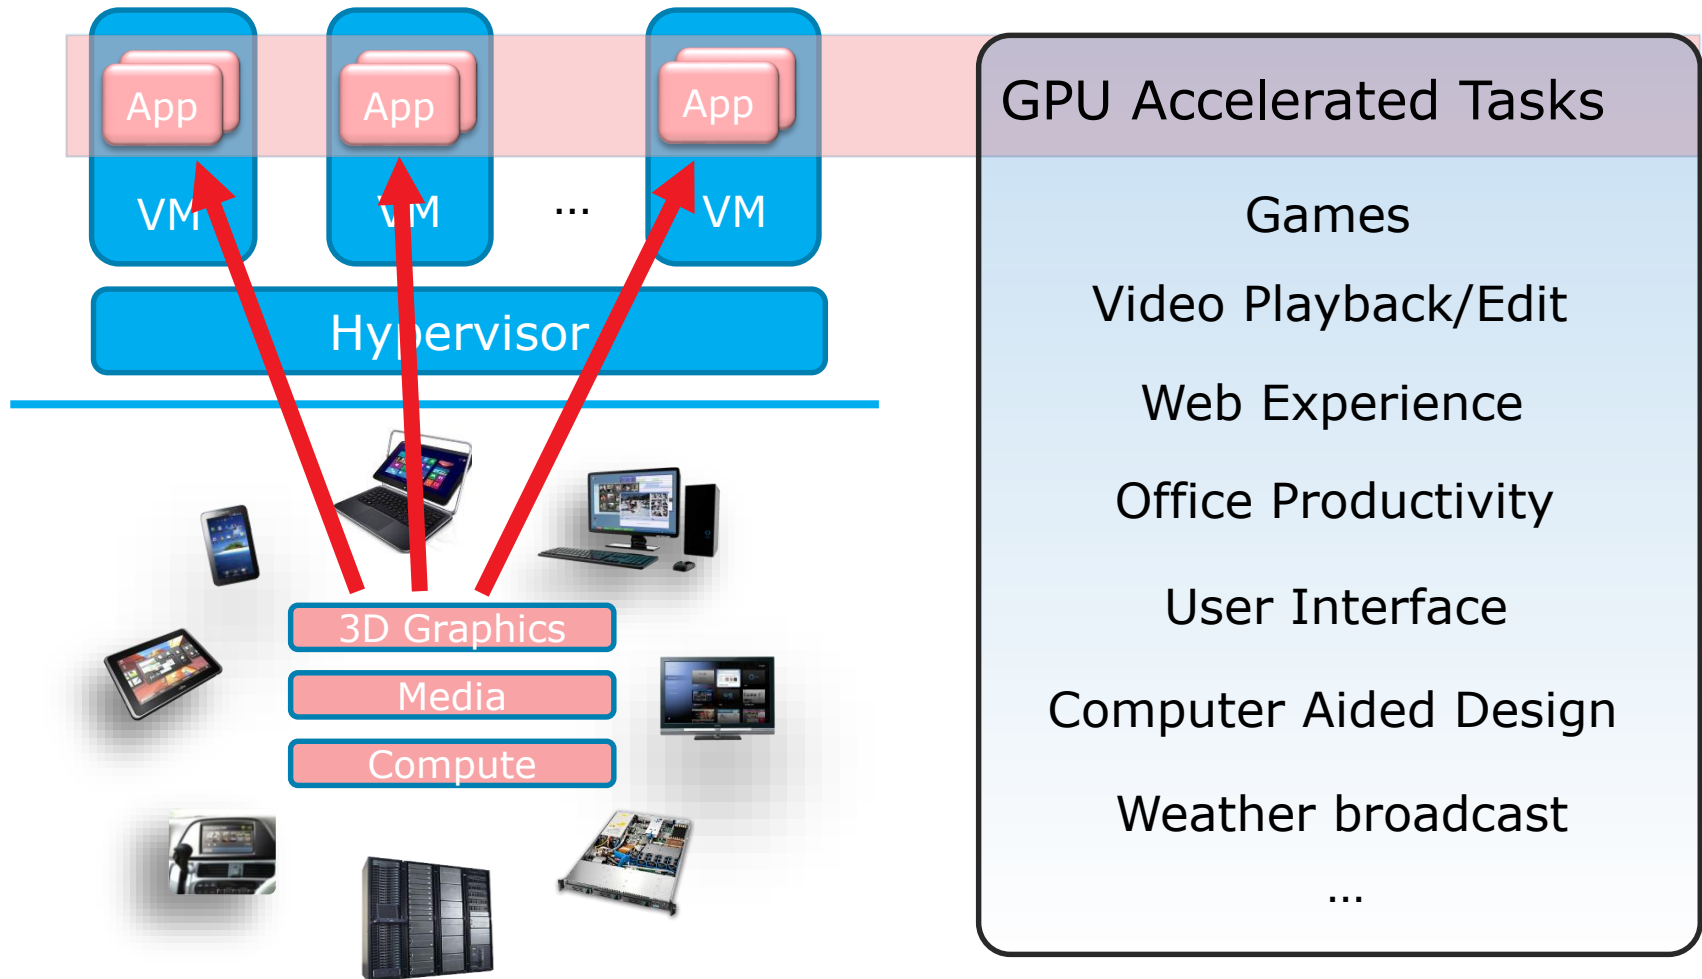 App
App
App
VM
VM
...
VM
Hypervisor
3D Graphics
Media
Compute
GPU Accelerated Tasks
Games
Video Playback/Edit
Web Experience
Office Productivity
User Interface
Computer Aided Design
Weather broadcast
...